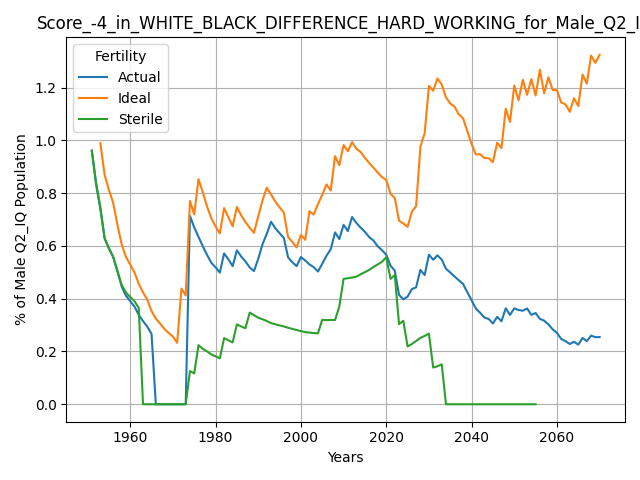 Score_-4_in_WHITE_BLACK_DIFFERENCE_HARD_WORKING_for_Male_Q2_I
Fertility
Actual
Ideal
Sterile
% of Male Q2_IQ Population
1.2
1.0
0.8
0.6
0.4
0.2
0.0
1960 1980 2000 2020 2040 2060
Years